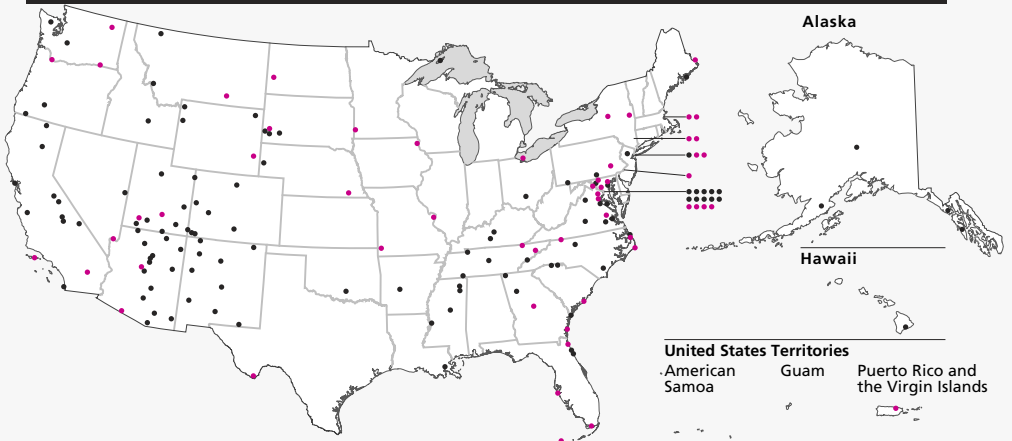 Alaska
Hawaii
United States Territories
American Samoa
Guam
Puerto Rico and
the Virgin Islands